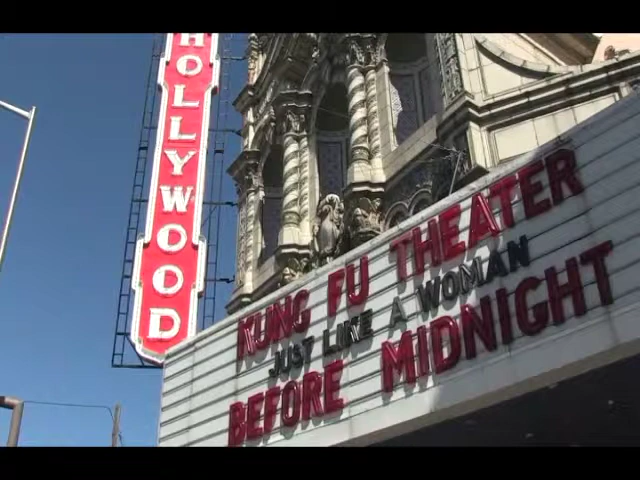 HOLLYWOOD
KUNG FU THEATER
JUST LIKE A WOMAN
BEFORE MIDNIGHT